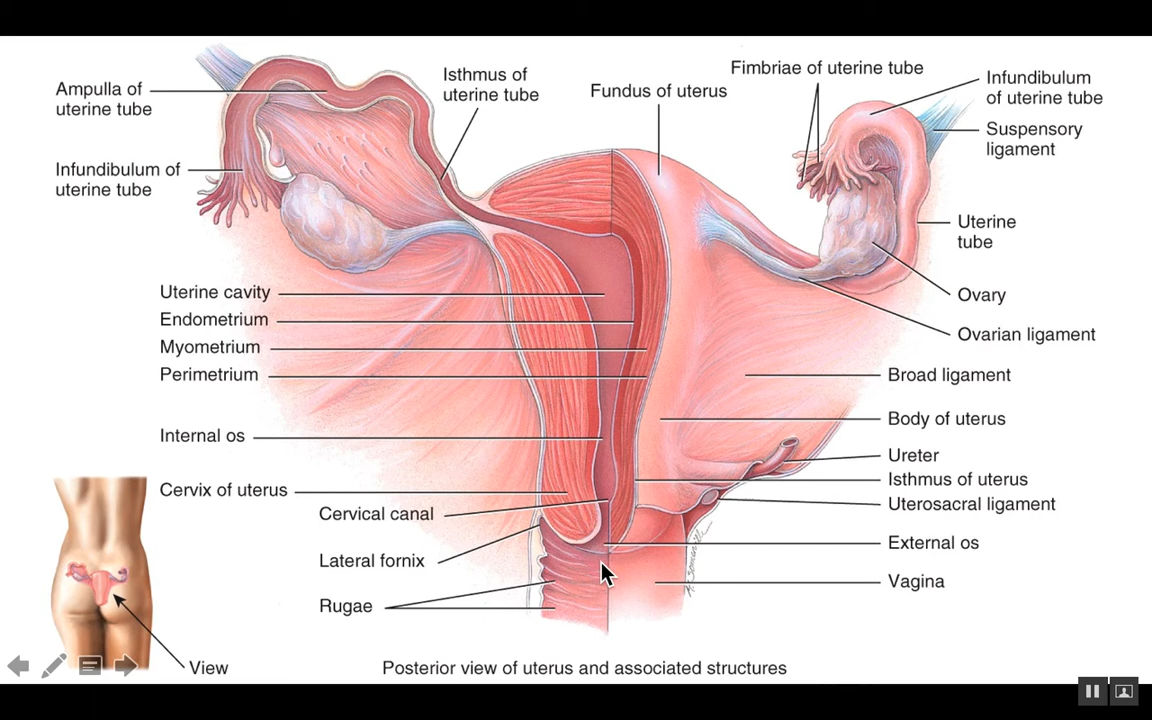 Ampulla of
uterine tube
Isthmus of
uterine tube
Fundus of uterus
Fimbriae of uterine tube
Infundibulum
of uterine tube
Suspensory
ligament
Infundibulum of
uterine tube
Uterine
tube
Uterine cavity
Endometrium
Myometrium
Perimetrium
Ovary
Ovarian ligament
Broad ligament
Internal os
Body of uterus
Ureter
Isthmus of uterus
Uterosacral ligament
Cervix of uterus
Cervical canal
External os
Lateral fornix
Vagina
Rugae
View
Posterior view of uterus and associated structures